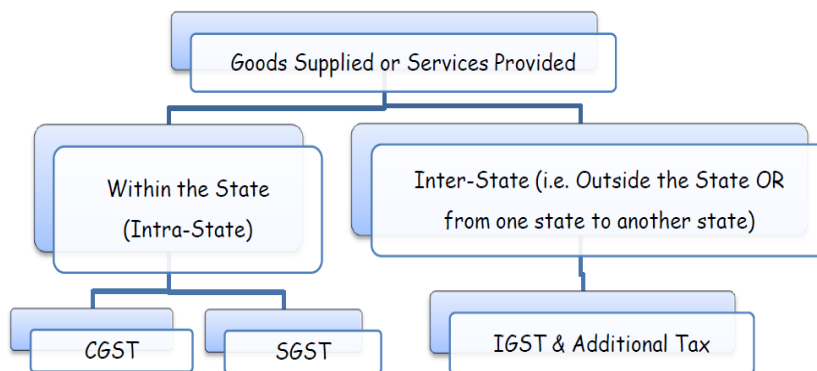 Goods Supplied or Services Provided
Within the State
(Intra-State)
Inter-State (i.e. Outside the State OR
from one state to another state)
CGST
SGST
IGST & Additional Tax